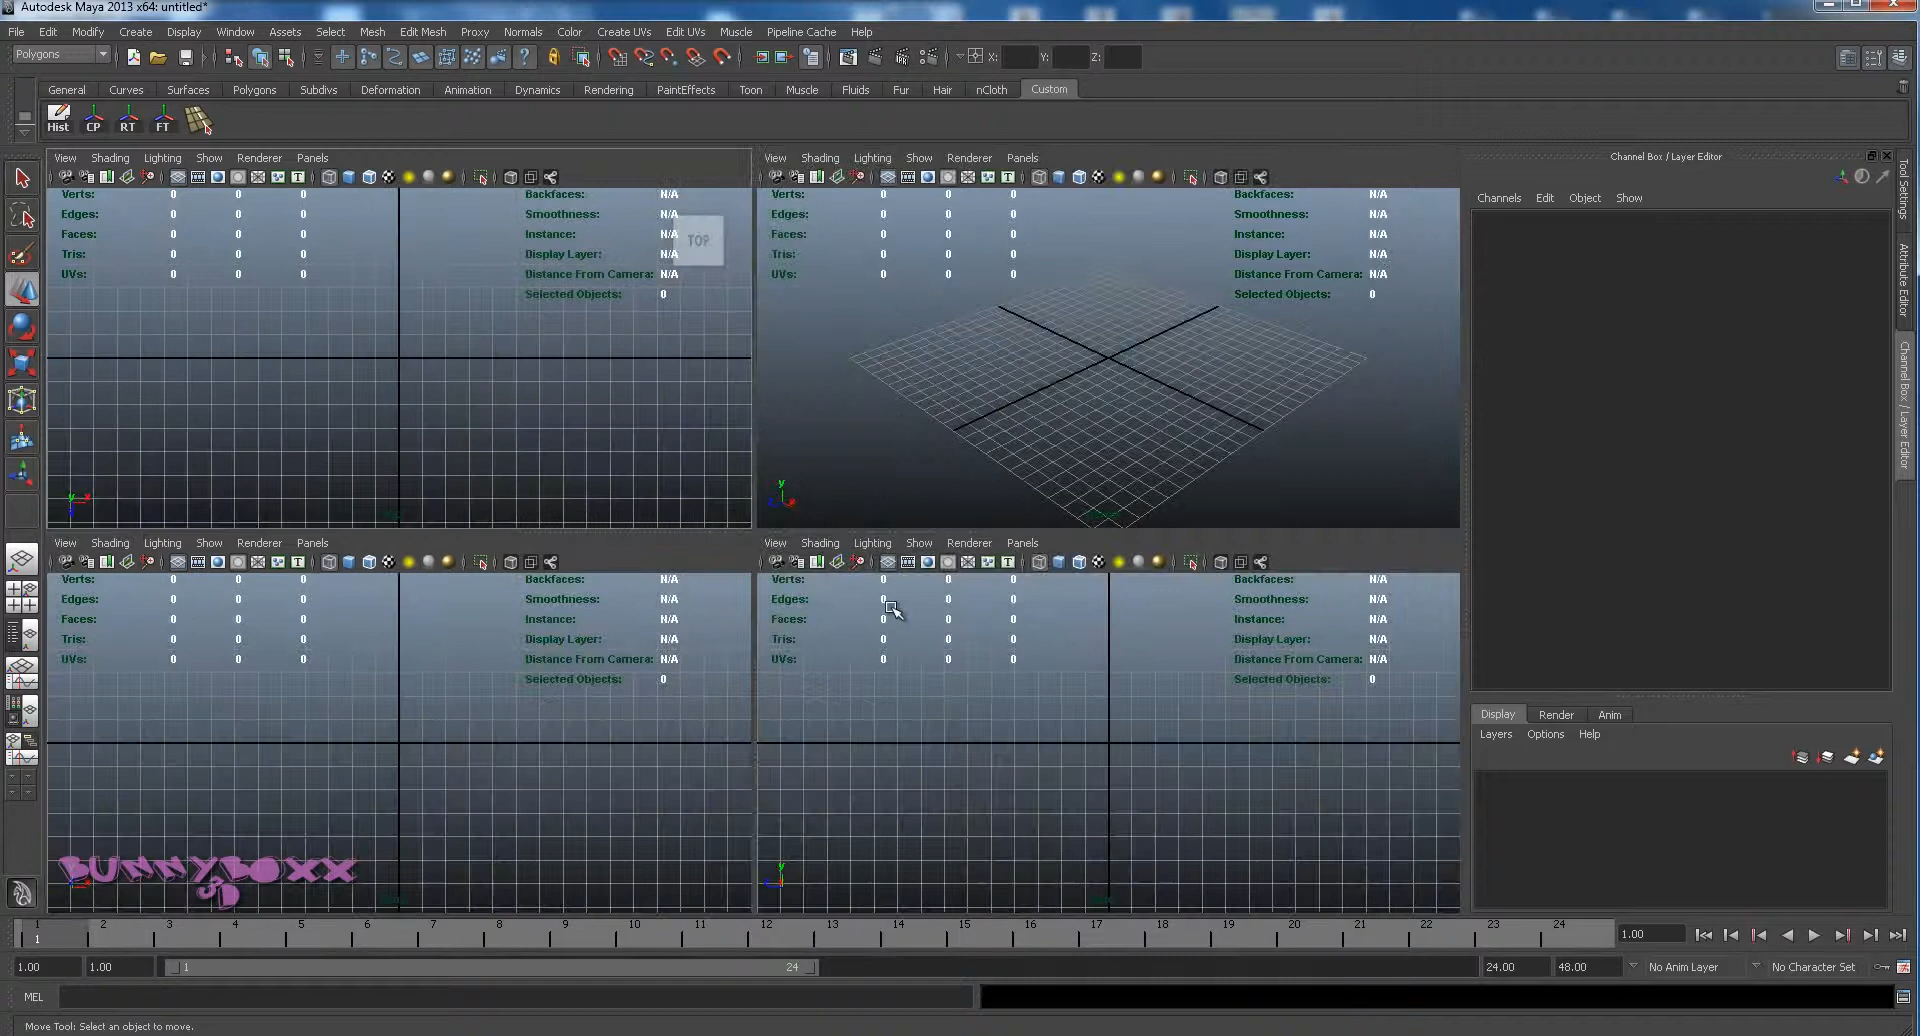 Autodesk Maya 2013 x64: untitled*
File Edit Modify Create Display Window Assets Select Mesh Edit Mesh Proxy Normals Color Create UVs Edit UVs Muscle Pipeline Cache Help
Polygons X: Y: Z:
General Curves Surfaces Polygons Subdivs Deformation Animation Dynamics Rendering PaintEffects Toon Muscle Fluids Fur Hair nCloth Custom
Hist CP RT FT
View Shading Lighting Show Renderer Panels
Verts: 0 0 0 Backfaces: N/A
Edges: 0 0 0 Smoothness: N/A
Faces: 0 0 0 Instance: N/A
Tris: 0 0 0 Display Layer: N/A
UVs: 0 0 0 Distance From Camera: N/A
Selected Objects: 0
TOP
y x
View Shading Lighting Show Renderer Panels
Verts: 0 0 0 Backfaces: N/A
Edges: 0 0 0 Smoothness: N/A
Faces: 0 0 0 Instance: N/A
Tris: 0 0 0 Display Layer: N/A
UVs: 0 0 0 Distance From Camera: N/A
Selected Objects: 0
y
x
View Shading Lighting Show Renderer Panels
Verts: 0 0 0 Backfaces: N/A
Edges: 0 0 0 Smoothness: N/A
Faces: 0 0 0 Instance: N/A
Tris: 0 0 0 Display Layer: N/A
UVs: 0 0 0 Distance From Camera: N/A
Selected Objects: 0
BUNNYBOXX
3D
View Shading Lighting Show Renderer Panels
Verts: 0 0 0 Backfaces: N/A
Edges: 0 0 0 Smoothness: N/A
Faces: 0 0 0 Instance: N/A
Tris: 0 0 0 Display Layer: N/A
UVs: 0 0 0 Distance From Camera: N/A
Selected Objects: 0
y
Channel Box / Layer Editor
Channels Edit Object Show
Tool Settings
Attribute Editor
Channel Box / Layer Editor
Display Render Anim
Layers Options Help
1 2 3 4 5 6 7 8 9 10 11 12 13 14 15 16 17 18 19 20 21 22 23 24
1 1.00
1.00 1.00 1 24 24.00 48.00 No Anim Layer No Character Set
MEL
Move Tool: Select an object to move.